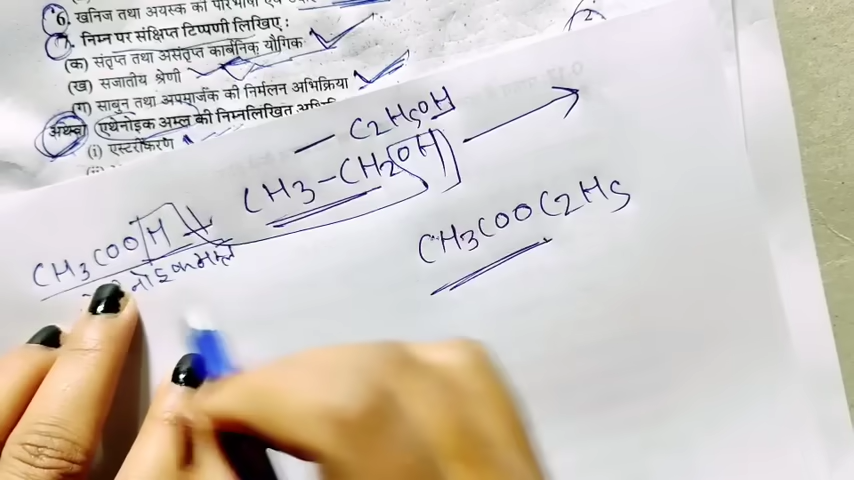 6. खनिज तथा अयस्क की परिभाषा
7. निम्न पर संक्षिप्त टिप्पणी लिखिए :
(क) संतृप्त तथा असंतृप्त कार्बनिक यौगिक
(ख) सजातीय श्रेणी
(ग) साबुन तथा अपमार्जक की निर्मलन अभिक्रिया
अथवा एथेनोइक अम्ल की निम्नलिखित
(i) एस्टरीकरण
C2H5OH
CH3-CH2OH
CH3COOH +
CH3COOC2H5